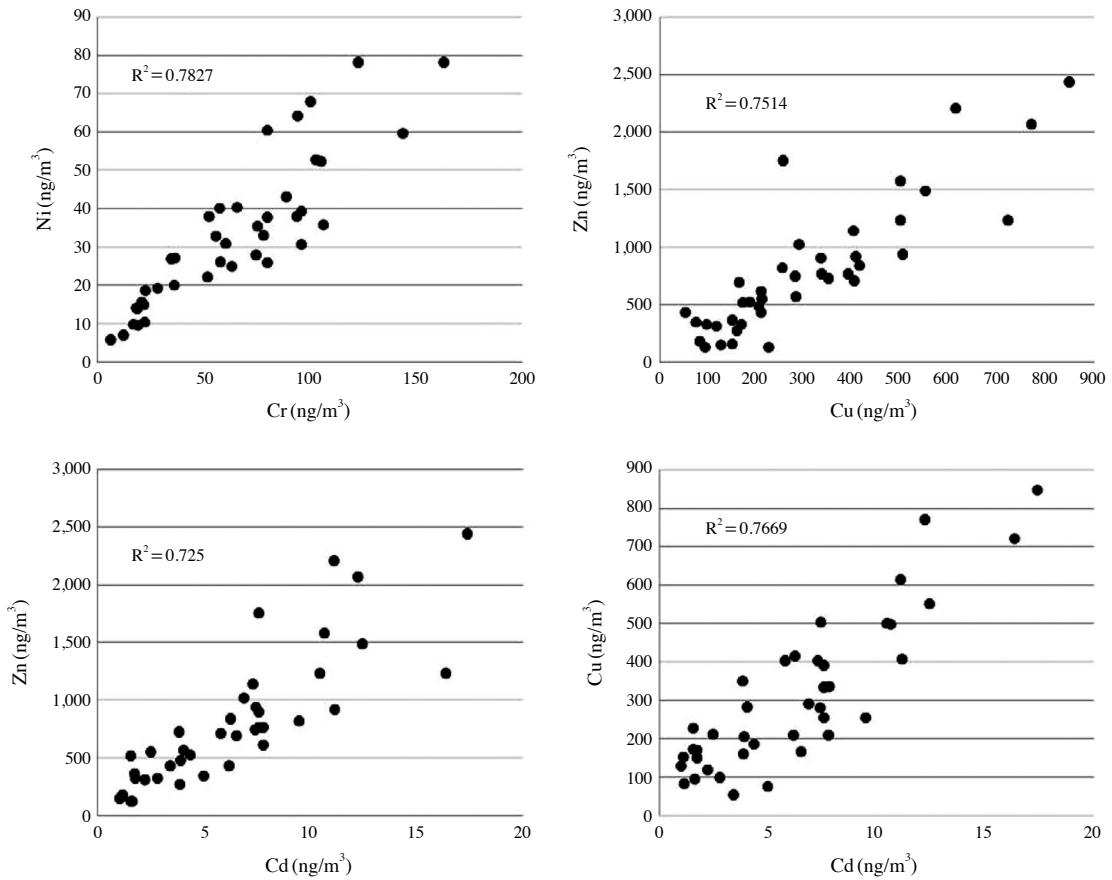 90
80
70
60
50
40
30
20
10
0
R² = 0.7827
Ni (ng/m³)
0 50 100 150 200
Cr (ng/m³)
3,000
2,500
2,000
1,500
1,000
500
0
R² = 0.7514
Zn (ng/m³)
0 100 200 300 400 500 600 700 800 900
Cu (ng/m³)
3,000
2,500
2,000
1,500
1,000
500
0
R² = 0.725
Zn (ng/m³)
0 5 10 15 20
Cd (ng/m³)
900
800
700
600
500
400
300
200
100
0
R² = 0.7669
Cu (ng/m³)
0 5 10 15 20
Cd (ng/m³)